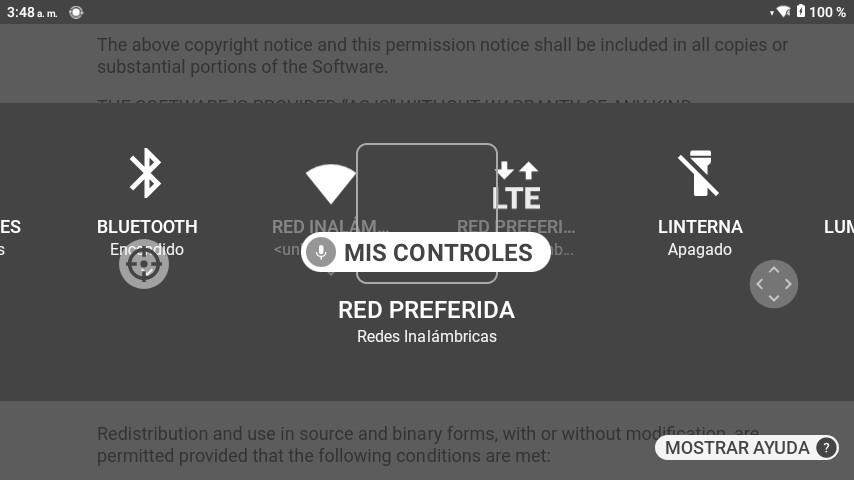 3:48 a. m.
100 %
The above copyright notice and this permission notice shall be included in all copies or
substantial portions of the Software.
THE SOFTWARE IS PROVIDED "AS IS" WITHOUT WARRANTY OF ANY KIND
ES
BLUETOOTH
RED INALÁM...
RED PREFERI...
LINTERNA
LUM
s
Encendido
<un
b...
Apagado
MIS CONTROLES
RED PREFERIDA
Redes Inalámbricas
LTE
Redistribution and use in source and binary forms, with or without modification, are
permitted provided that the following conditions are met:
MOSTRAR AYUDA ?